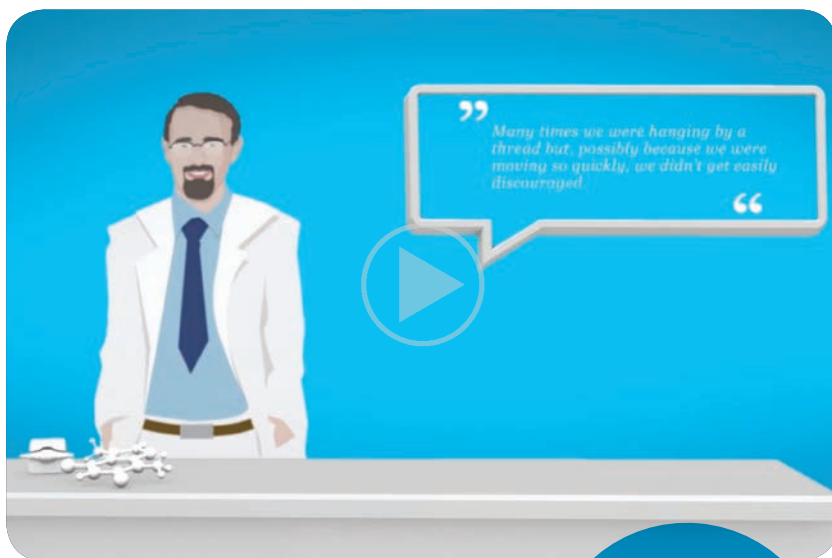 ”
Many times we were hanging by a
thread but, possibly because we were
moving so quickly, we didn't get easily
discouraged.
“